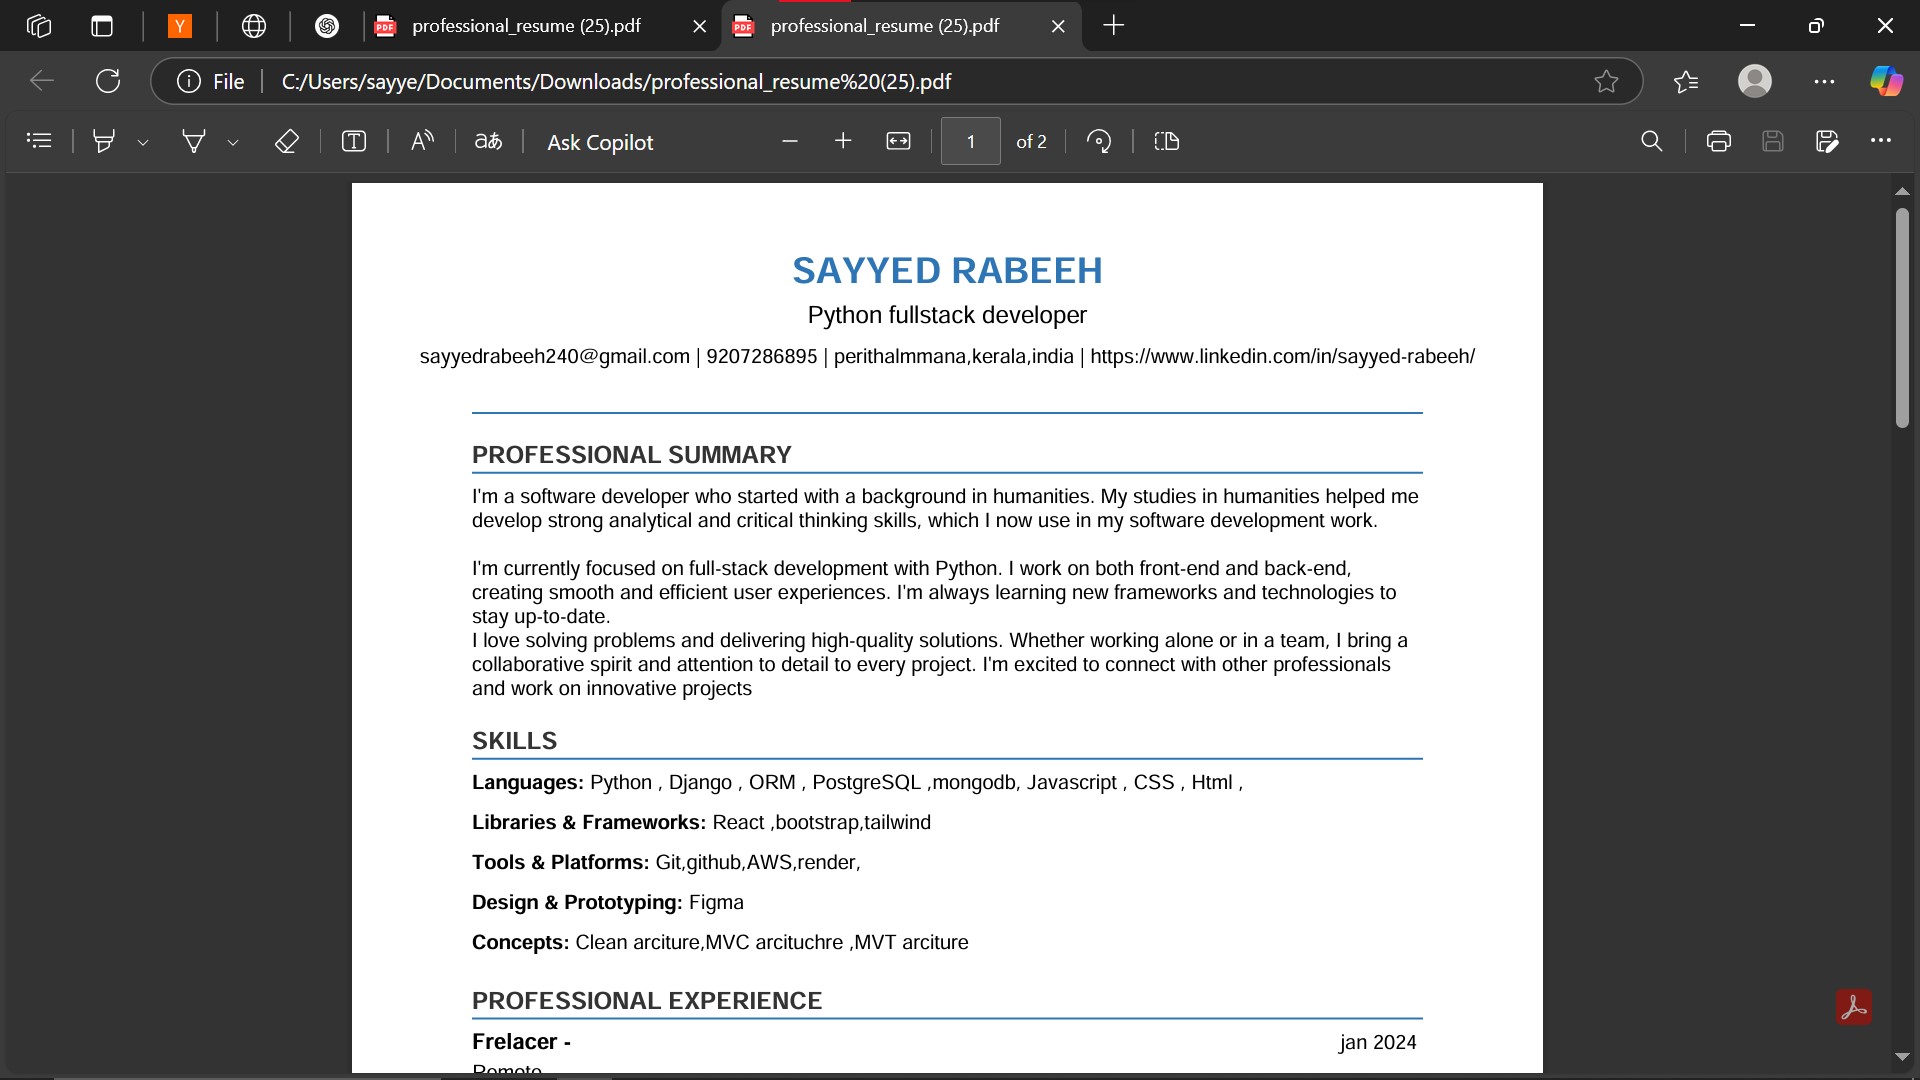 Y
PDF professional_resume (25).pdf
PDF professional_resume (25).pdf
File C:/Users/sayye/Documents/Downloads/professional_resume%20(25).pdf
T A aあ Ask Copilot 1 of 2
SAYYED RABEEH
Python fullstack developer
sayyedrabeeh240@gmail.com | 9207286895 | perithalmmana,kerala,india | https://www.linkedin.com/in/sayyed-rabeeh/
PROFESSIONAL SUMMARY
I'm a software developer who started with a background in humanities. My studies in humanities helped me
develop strong analytical and critical thinking skills, which I now use in my software development work.
I'm currently focused on full-stack development with Python. I work on both front-end and back-end,
creating smooth and efficient user experiences. I'm always learning new frameworks and technologies to
stay up-to-date.
I love solving problems and delivering high-quality solutions. Whether working alone or in a team, I bring a
collaborative spirit and attention to detail to every project. I'm excited to connect with other professionals
and work on innovative projects
SKILLS
Languages: Python , Django , ORM , PostgreSQL ,mongodb, Javascript , CSS , Html ,
Libraries & Frameworks: React ,bootstrap,tailwind
Tools & Platforms: Git,github,AWS,render,
Design & Prototyping: Figma
Concepts: Clean arciture,MVC arcituchre ,MVT arciture
PROFESSIONAL EXPERIENCE
Frelacer - jan 2024
Remote